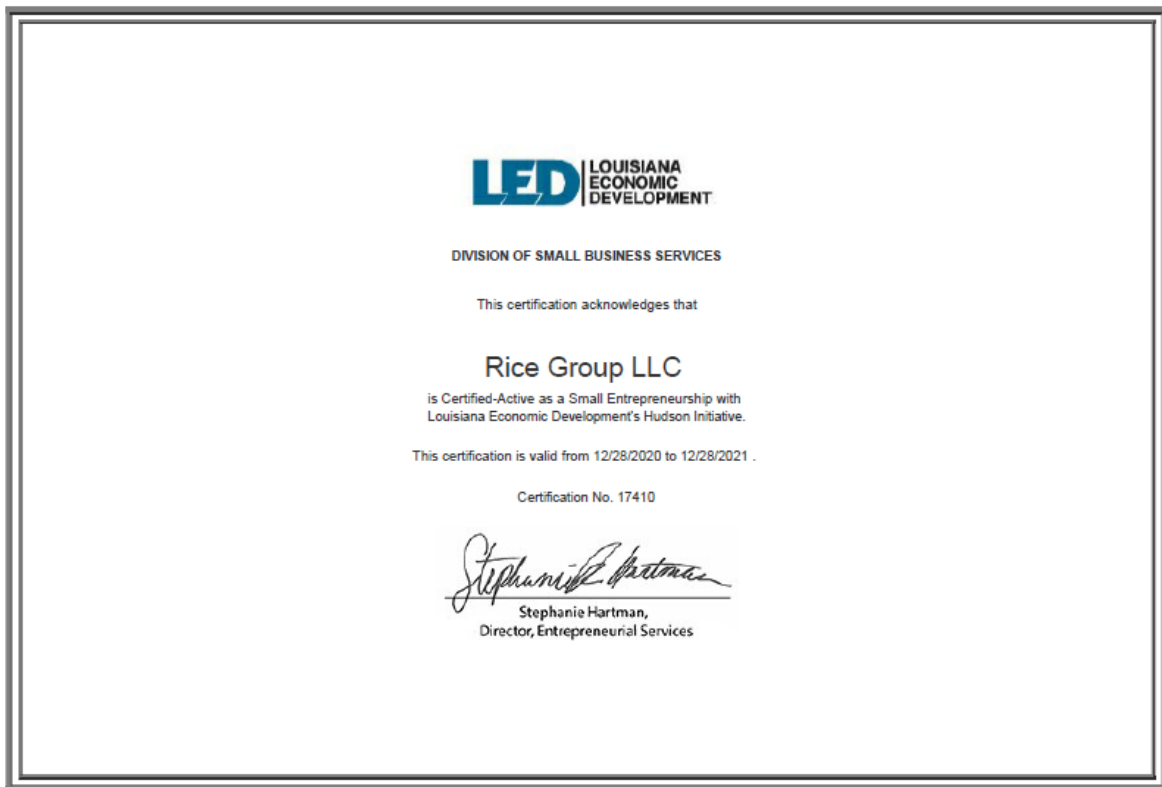 LED LOUISIANA
ECONOMIC
DEVELOPMENT
DIVISION OF SMALL BUSINESS SERVICES
This certification acknowledges that
Rice Group LLC
is Certified-Active as a Small Entrepreneurship with
Louisiana Economic Development's Hudson Initiative.
This certification is valid from 12/28/2020 to 12/28/2021 .
Certification No. 17410
Stephanie R. Hartman
Stephanie Hartman,
Director, Entrepreneurial Services